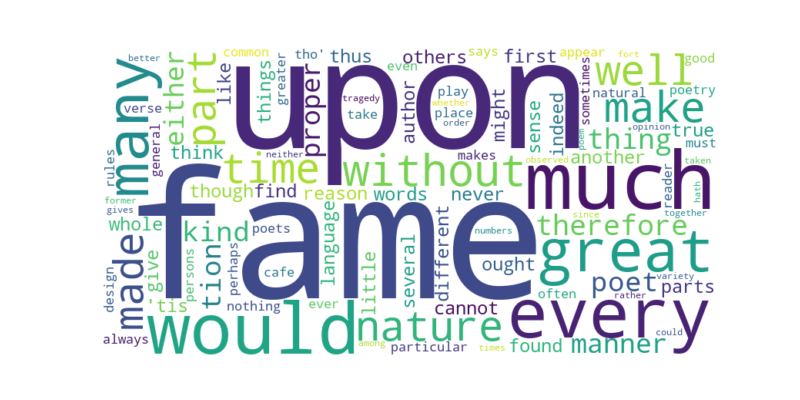 better
common
tho'
thus
others
says
first
appear
fort
many
part
either
like
things
greater
upon
even
well
good
verse
tragedy
play
whether
place
order
author
might
sense
indeed
sometimes
natural
poetry
make
opinion
true
must
proper
take
poem
general
rules
think
neither
time
without
makes
thing
another
observed
reader
taken
hath
though
find
reason
words
never
much
former
gives
whole
kind
poets
fame
language
numbers
since
together
therefore
made
give
'tis
persons
tion
perhaps
cafe
little
several
different
ought
great
design
nothing
ever
cannot
often
poet
rather
variety
parts
every
always
would
nature
among
particular
times
found
manner
could